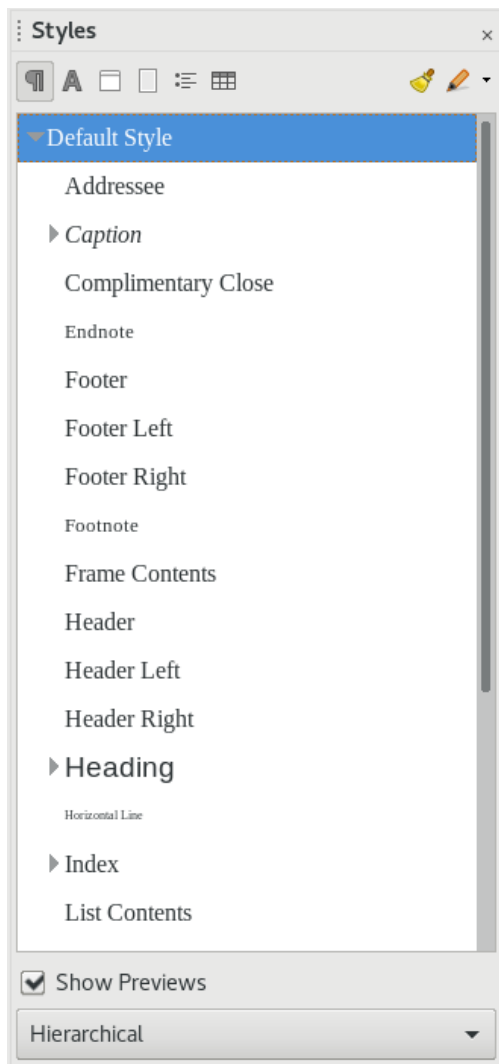 Styles
Default Style
Addressee
Caption
Complimentary Close
Endnote
Footer
Footer Left
Footer Right
Footnote
Frame Contents
Header
Header Left
Header Right
Heading
Horizontal Line
Index
List Contents
Show Previews
Hierarchical